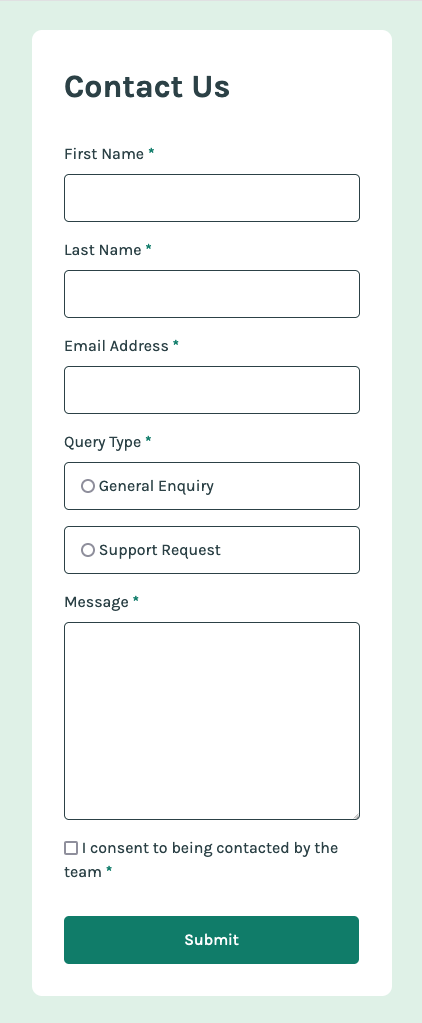 Contact Us
First Name *
Last Name *
Email Address *
Query Type *
General Enquiry
Support Request
Message *
I consent to being contacted by the
team *
Submit